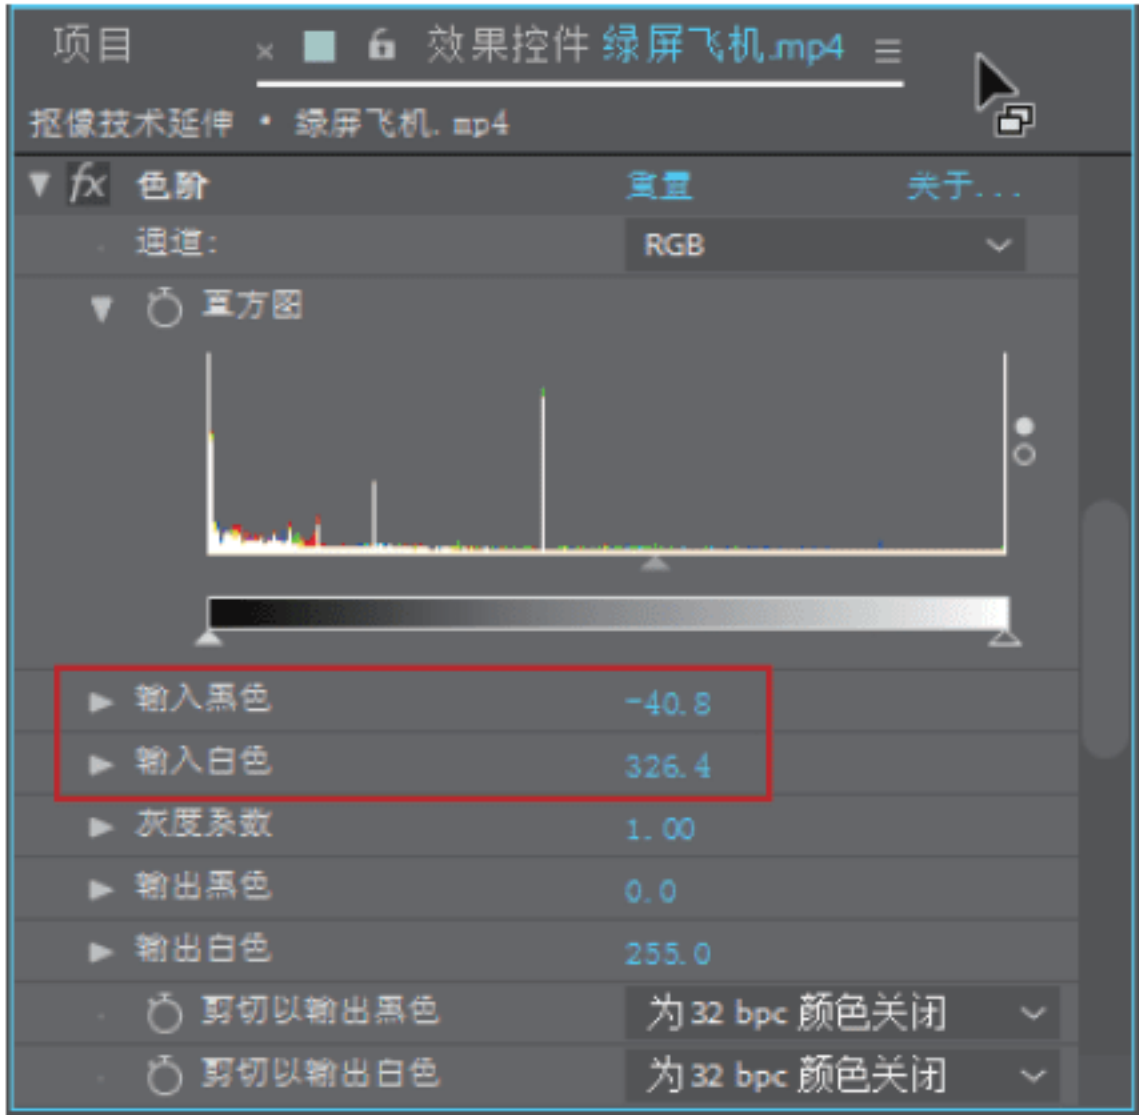 项目 × 效果控件 绿屏飞机.mp4 ≡
抠像技术延伸 • 绿屏飞机.mp4
fx 色阶 重置 关于...
通道: RGB
直方图
输入黑色 -40.8
输入白色 326.4
灰度系数 1.00
输出黑色 0.0
输出白色 255.0
剪切以输出黑色 为 32 bpc 颜色关闭
剪切以输出白色 为 32 bpc 颜色关闭